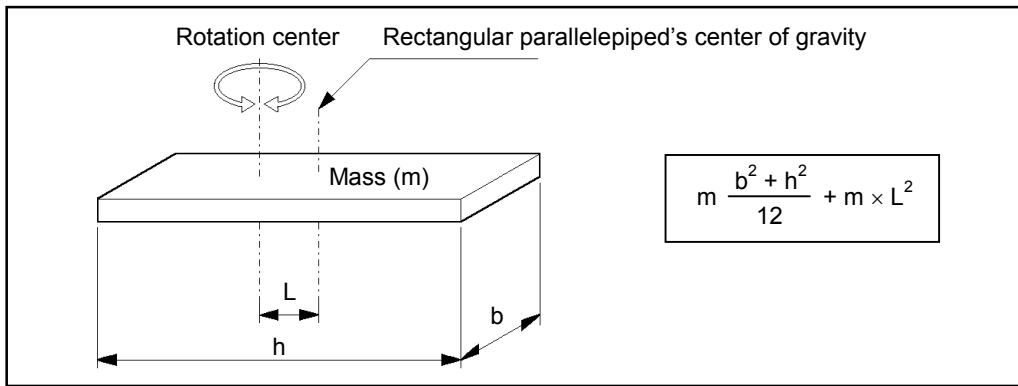 Rotation center
Rectangular parallelepiped's center of gravity
Mass (m)
m b² + h² / 12 + m × L²
L
b
h